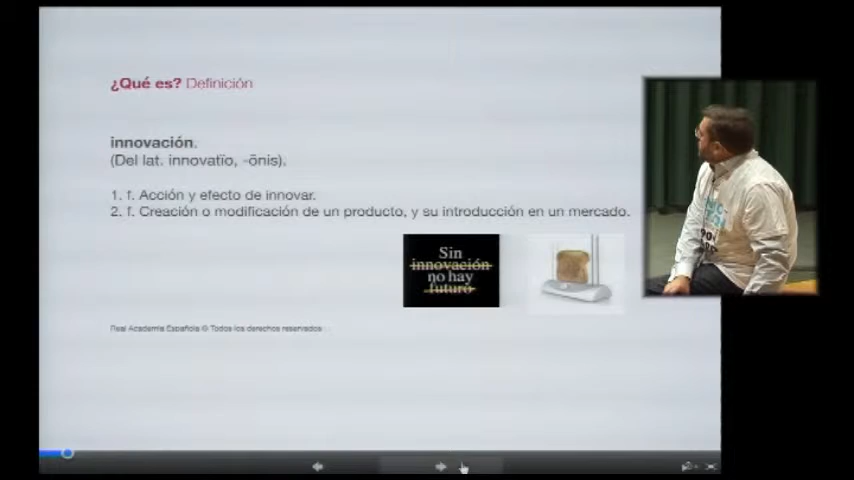 ¿Qué es? Definición
innovación.
(Del lat. innovatĭo, -ōnis).
1. f. Acción y efecto de innovar.
2. f. Creación o modificación de un producto, y su introducción en un mercado.
Sin
innovación
no hay
futuro
Real Academia Española © Todos los derechos reservados